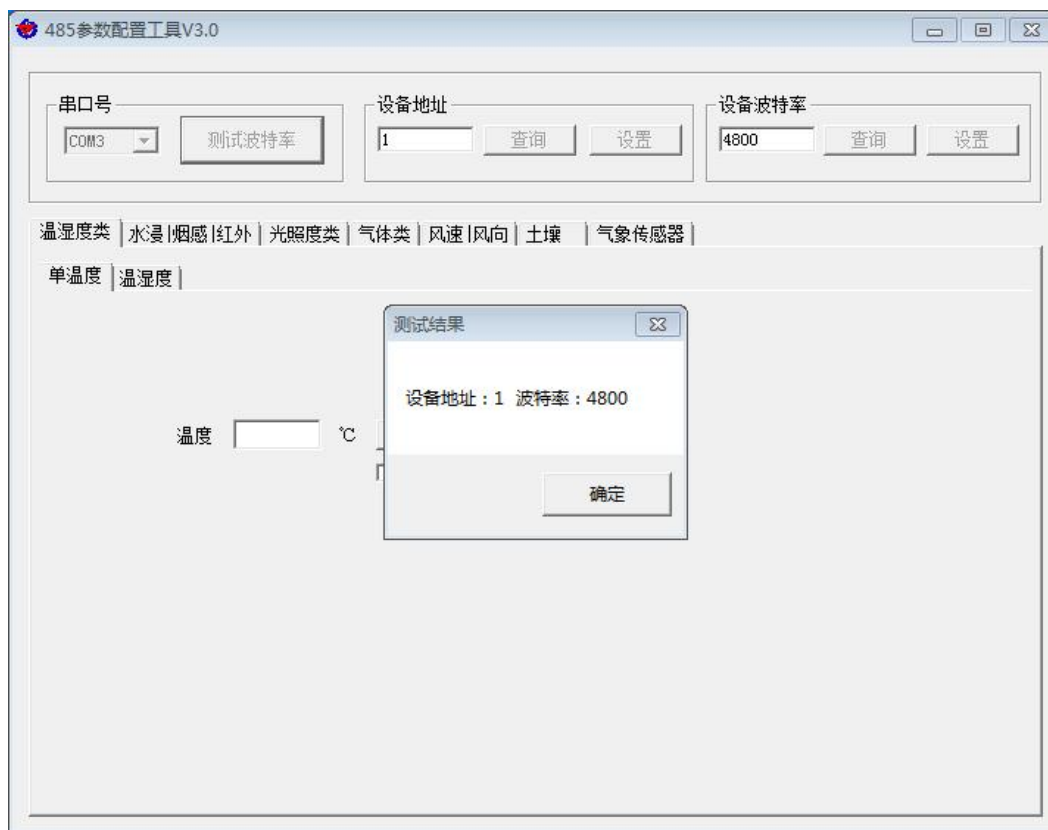 485参数配置工具V3.0
串口号
设备地址
设备波特率
COM3
测试波特率
1
查询
设置
4800
查询
设置
温湿度类
水浸|烟感|红外
光照度类
气体类
风速|风向
土壤
气象传感器
单温度
温湿度
测试结果
设备地址：1 波特率：4800
温度
℃
确定